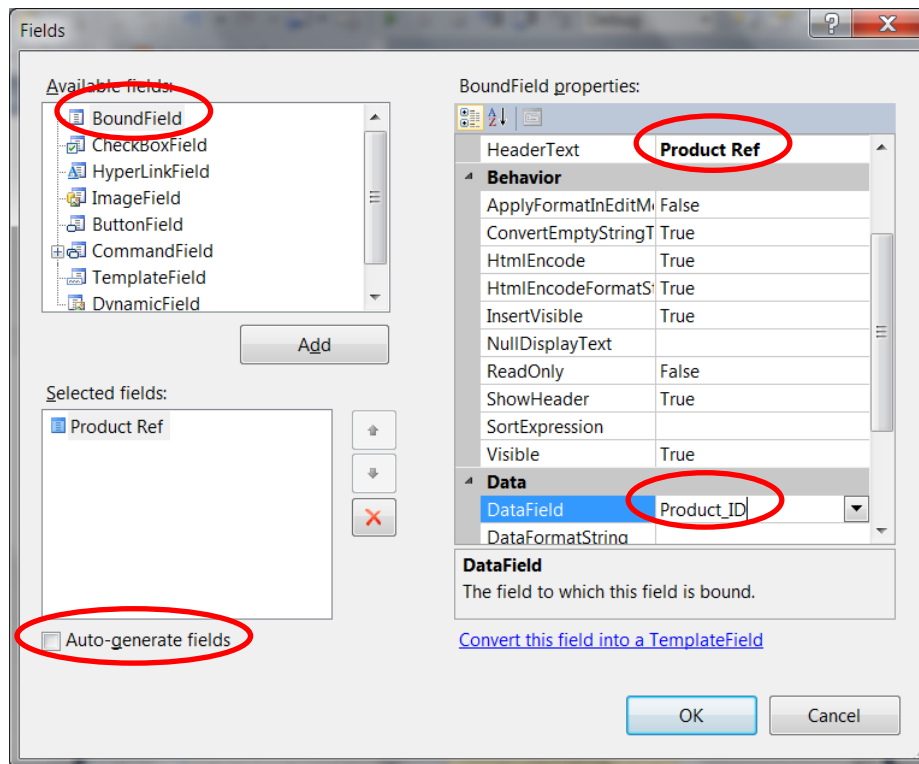 Fields
Available fields:
BoundField
CheckBoxField
HyperLinkField
ImageField
ButtonField
CommandField
TemplateField
DynamicField
Add
Selected fields:
Product Ref
Auto-generate fields
BoundField properties:
HeaderText Product Ref
Behavior
ApplyFormatInEditM False
ConvertEmptyStringT True
HtmlEncode True
HtmlEncodeFormatS True
InsertVisible True
NullDisplayText
ReadOnly False
ShowHeader True
SortExpression
Visible True
Data
DataField Product_ID
DataFormatString
DataField
The field to which this field is bound.
Convert this field into a TemplateField
OK
Cancel